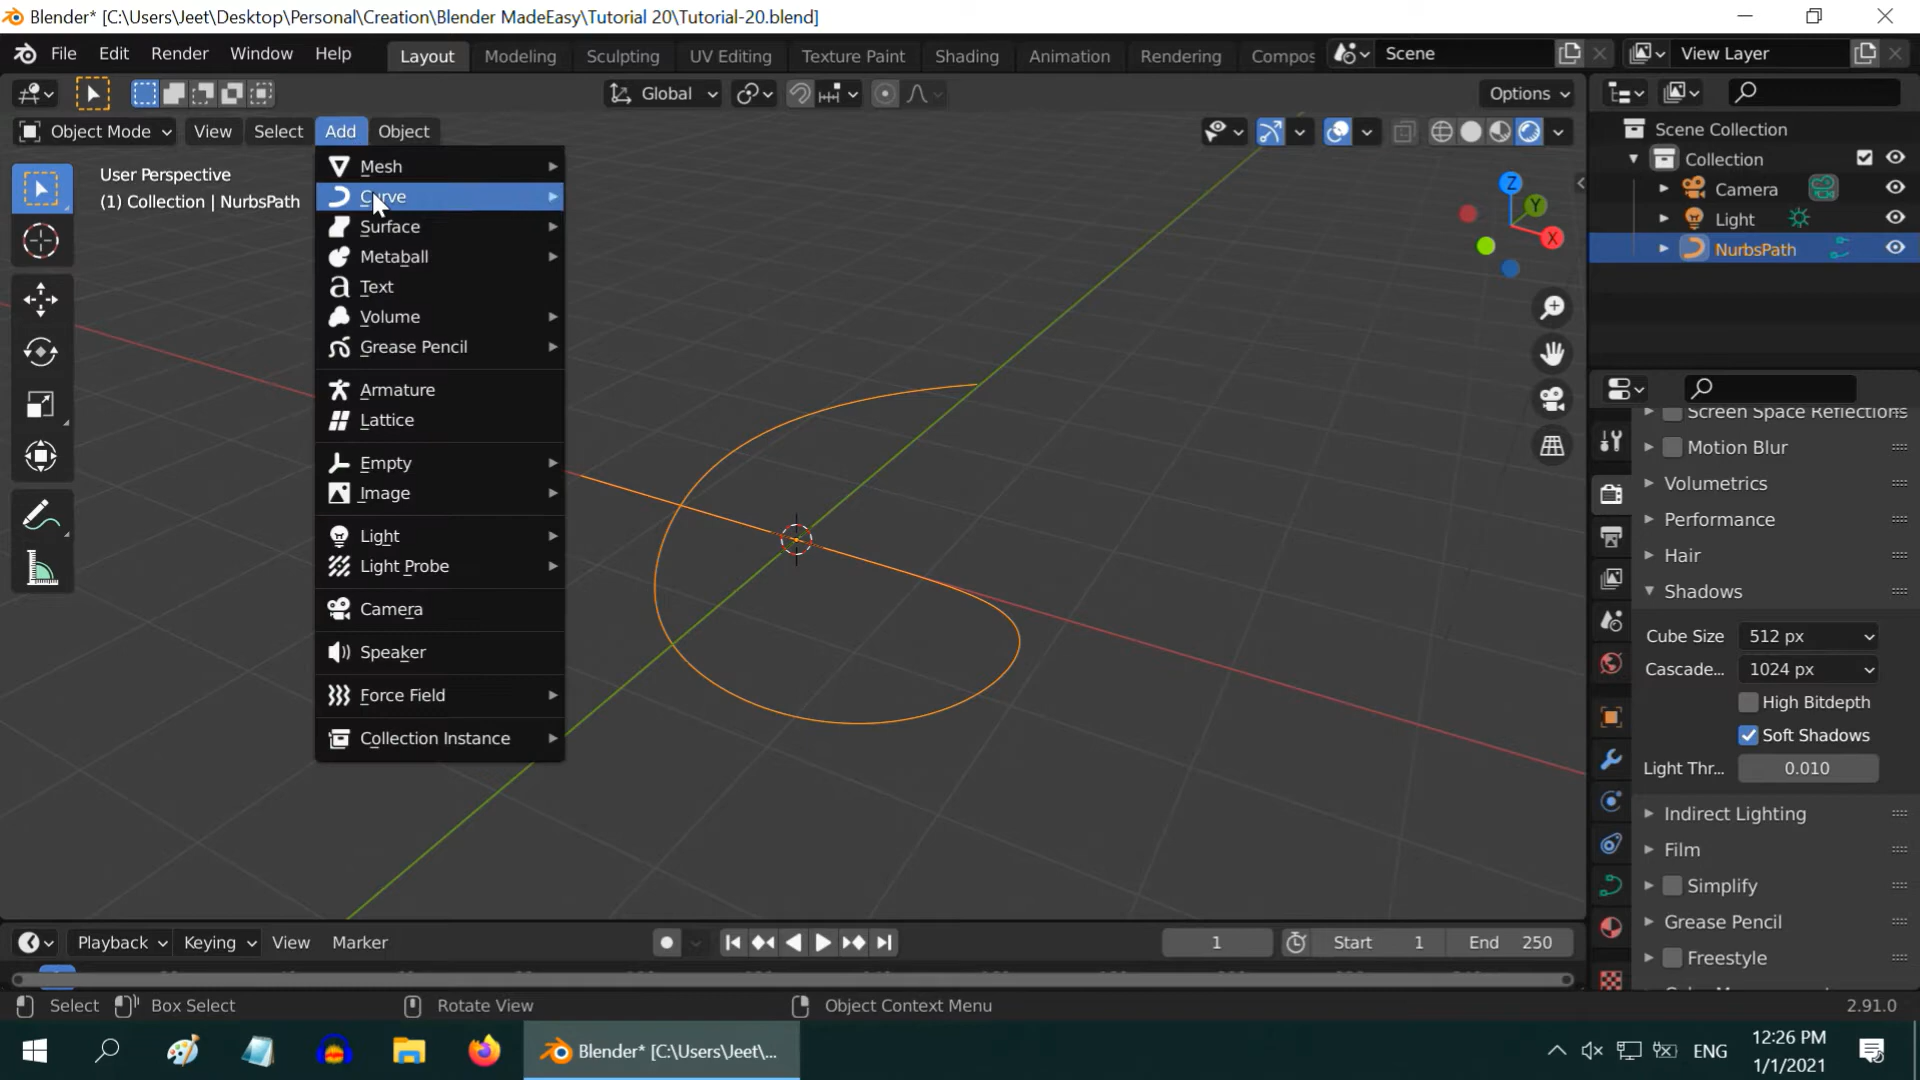 Blender* [C:\Users\Jeet\Desktop\Personal\Creation\Blender MadeEasy\Tutorial 20\Tutorial-20.blend]
File Edit Render Window Help Layout Modeling Sculpting UV Editing Texture Paint Shading Animation Rendering Compos Scene View Layer
Global Options
Object Mode View Select Add Object
User Perspective
(1) Collection | NurbsPath
Mesh
Curve
Surface
Metaball
Text
Volume
Grease Pencil
Armature
Lattice
Empty
Image
Light
Light Probe
Camera
Speaker
Force Field
Collection Instance
Z
Y
X
Scene Collection
Collection
Camera
Light
NurbsPath
Screen Space Reflections
Motion Blur
Volumetrics
Performance
Hair
Shadows
Cube Size 512 px
Cascade... 1024 px
High Bitdepth
Soft Shadows
Light Thr... 0.010
Indirect Lighting
Film
Simplify
Grease Pencil
Freestyle
Playback Keying View Marker 1 Start 1 End 250
Select Box Select Rotate View Object Context Menu 2.91.0
Blender* [C:\Users\Jeet\... ENG 12:26 PM
1/1/2021